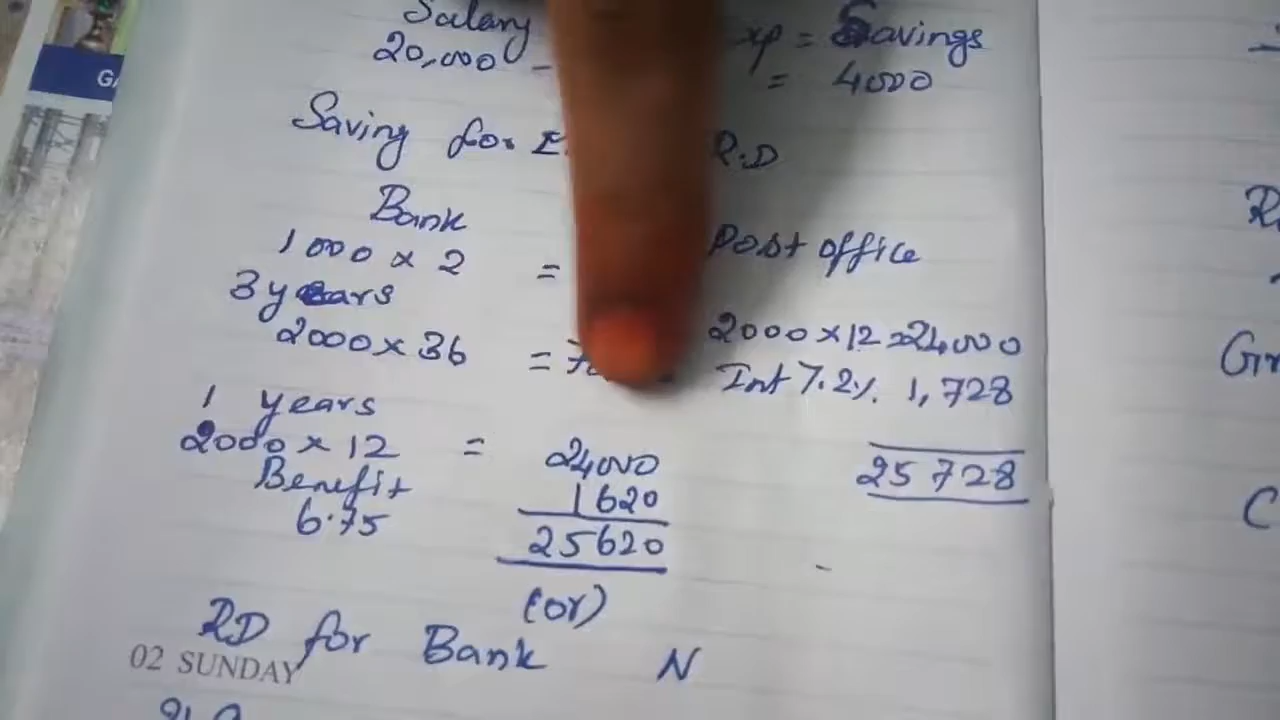 Salary xp = Savings
20,000 - = 4000
Saving for R.D
Bank Post office
1000 x 2 =
3 years
2000 x 36 = 2000 x 12 = 24000
Int 7.2%. 1,728
1 years
2000 x 12 = 24000
Benefit 1620 25728
6.75 25620
(or)
RD for Bank N
02 SUNDAY